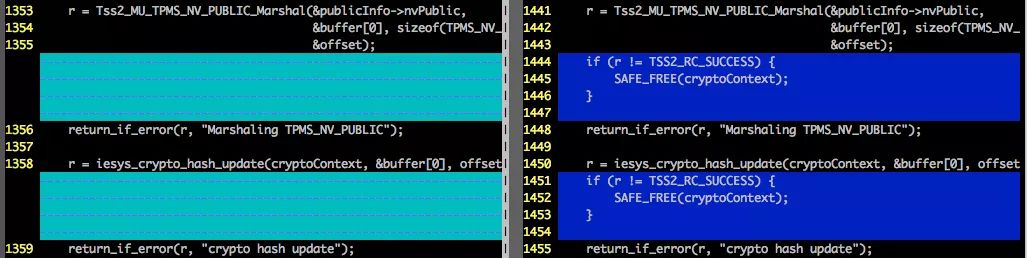 1353 r = Tss2_MU_TPMS_NV_PUBLIC_Marshal(&publicInfo->nvPublic,
1354 &buffer[0], sizeof(TPMS_NV_
1355 &offset);
1356 return_if_error(r, "Marshaling TPMS_NV_PUBLIC");
1357
1358 r = iesys_crypto_hash_update(cryptoContext, &buffer[0], offset
1359 return_if_error(r, "crypto hash update");
1441 r = Tss2_MU_TPMS_NV_PUBLIC_Marshal(&publicInfo->nvPublic,
1442 &buffer[0], sizeof(TPMS_NV_
1443 &offset);
1444 if (r != TSS2_RC_SUCCESS) {
1445 SAFE_FREE(cryptoContext);
1446 }
1447
1448 return_if_error(r, "Marshaling TPMS_NV_PUBLIC");
1449
1450 r = iesys_crypto_hash_update(cryptoContext, &buffer[0], offset
1451 if (r != TSS2_RC_SUCCESS) {
1452 SAFE_FREE(cryptoContext);
1453 }
1454
1455 return_if_error(r, "crypto hash update");